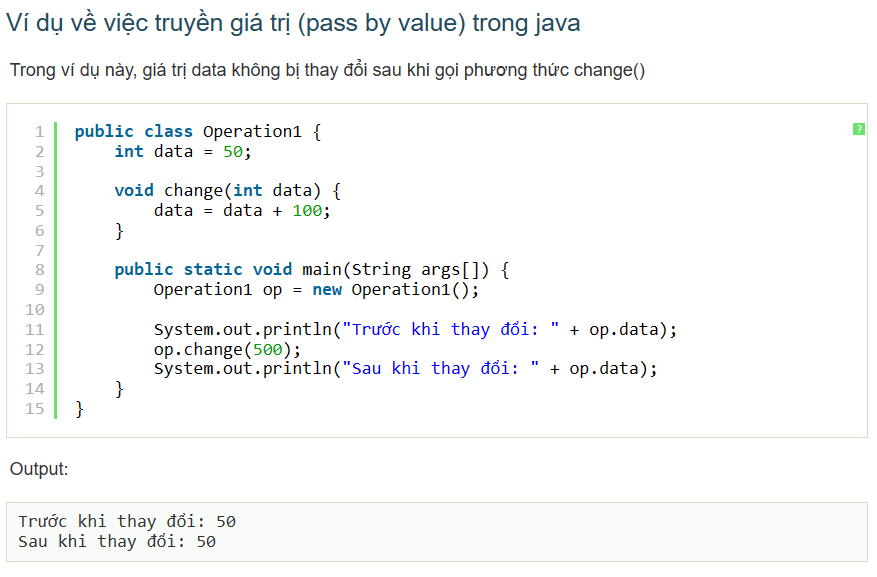 Ví dụ về việc truyền giá trị (pass by value) trong java
Trong ví dụ này, giá trị data không bị thay đổi sau khi gọi phương thức change()
?
1 public class Operation1 {
2     int data = 50;
3
4     void change(int data) {
5         data = data + 100;
6     }
7
8     public static void main(String args[]) {
9         Operation1 op = new Operation1();
10
11         System.out.println("Trước khi thay đổi: " + op.data);
12         op.change(500);
13         System.out.println("Sau khi thay đổi: " + op.data);
14     }
15 }
Output:
Trước khi thay đổi: 50
Sau khi thay đổi: 50